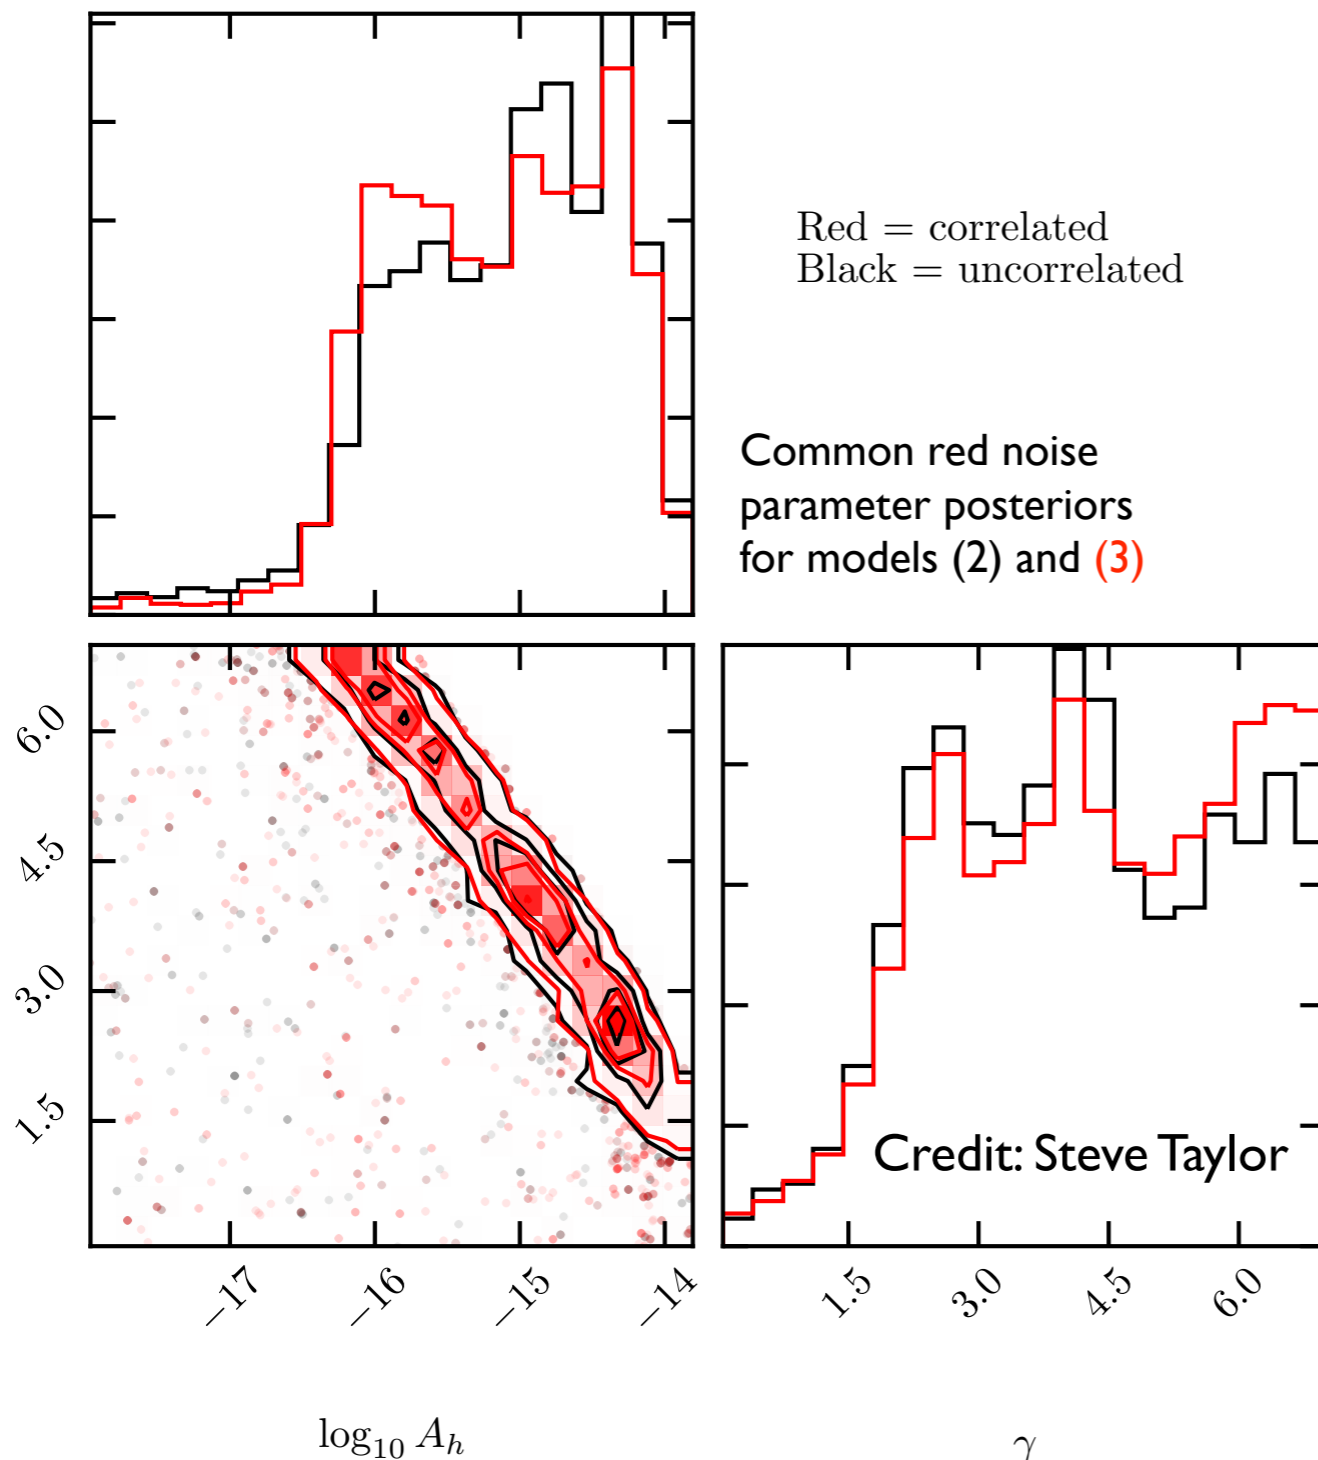 Red = correlated
Black = uncorrelated
Common red noise
parameter posteriors
for models (2) and (3)
6.0
4.5
3.0
1.5
Credit: Steve Taylor
−17
−16
−15
−14
1.5
3.0
4.5
6.0
log₁₀ Aₕ
γ